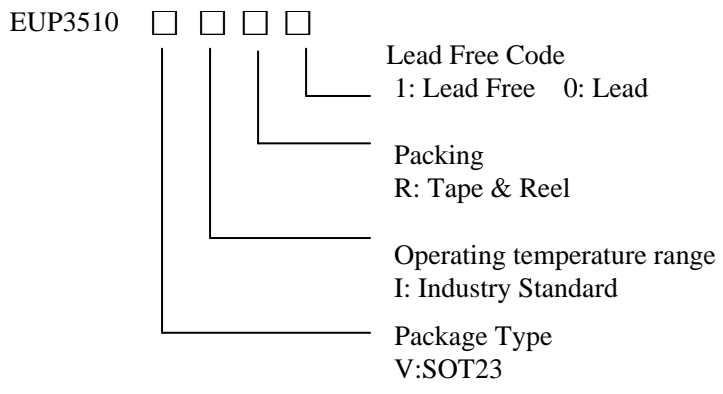 EUP3510 □ □ □ □
Lead Free Code
1: Lead Free 0: Lead
Packing
R: Tape & Reel
Operating temperature range
I: Industry Standard
Package Type
V:SOT23